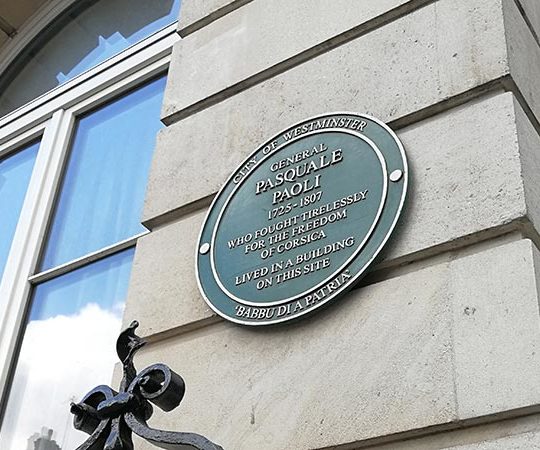 CITY OF WESTMINSTER
GENERAL
PASQUALE
PAOLI
1725-1807
WHO FOUGHT TIRELESSLY
FOR THE FREEDOM
OF CORSICA
LIVED IN A BUILDING
ON THIS SITE
'BABBU DI A PATRIA'